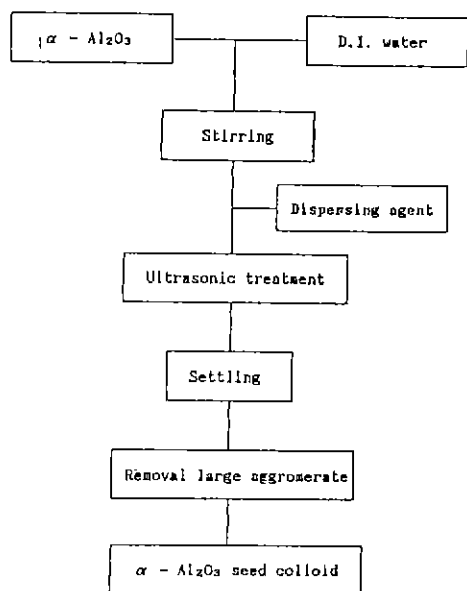 α - Al₂O₃
D.I. water
Stirring
Dispersing agent
Ultrasonic treatment
Settling
Removal large aggromerate
α - Al₂O₃ seed colloid